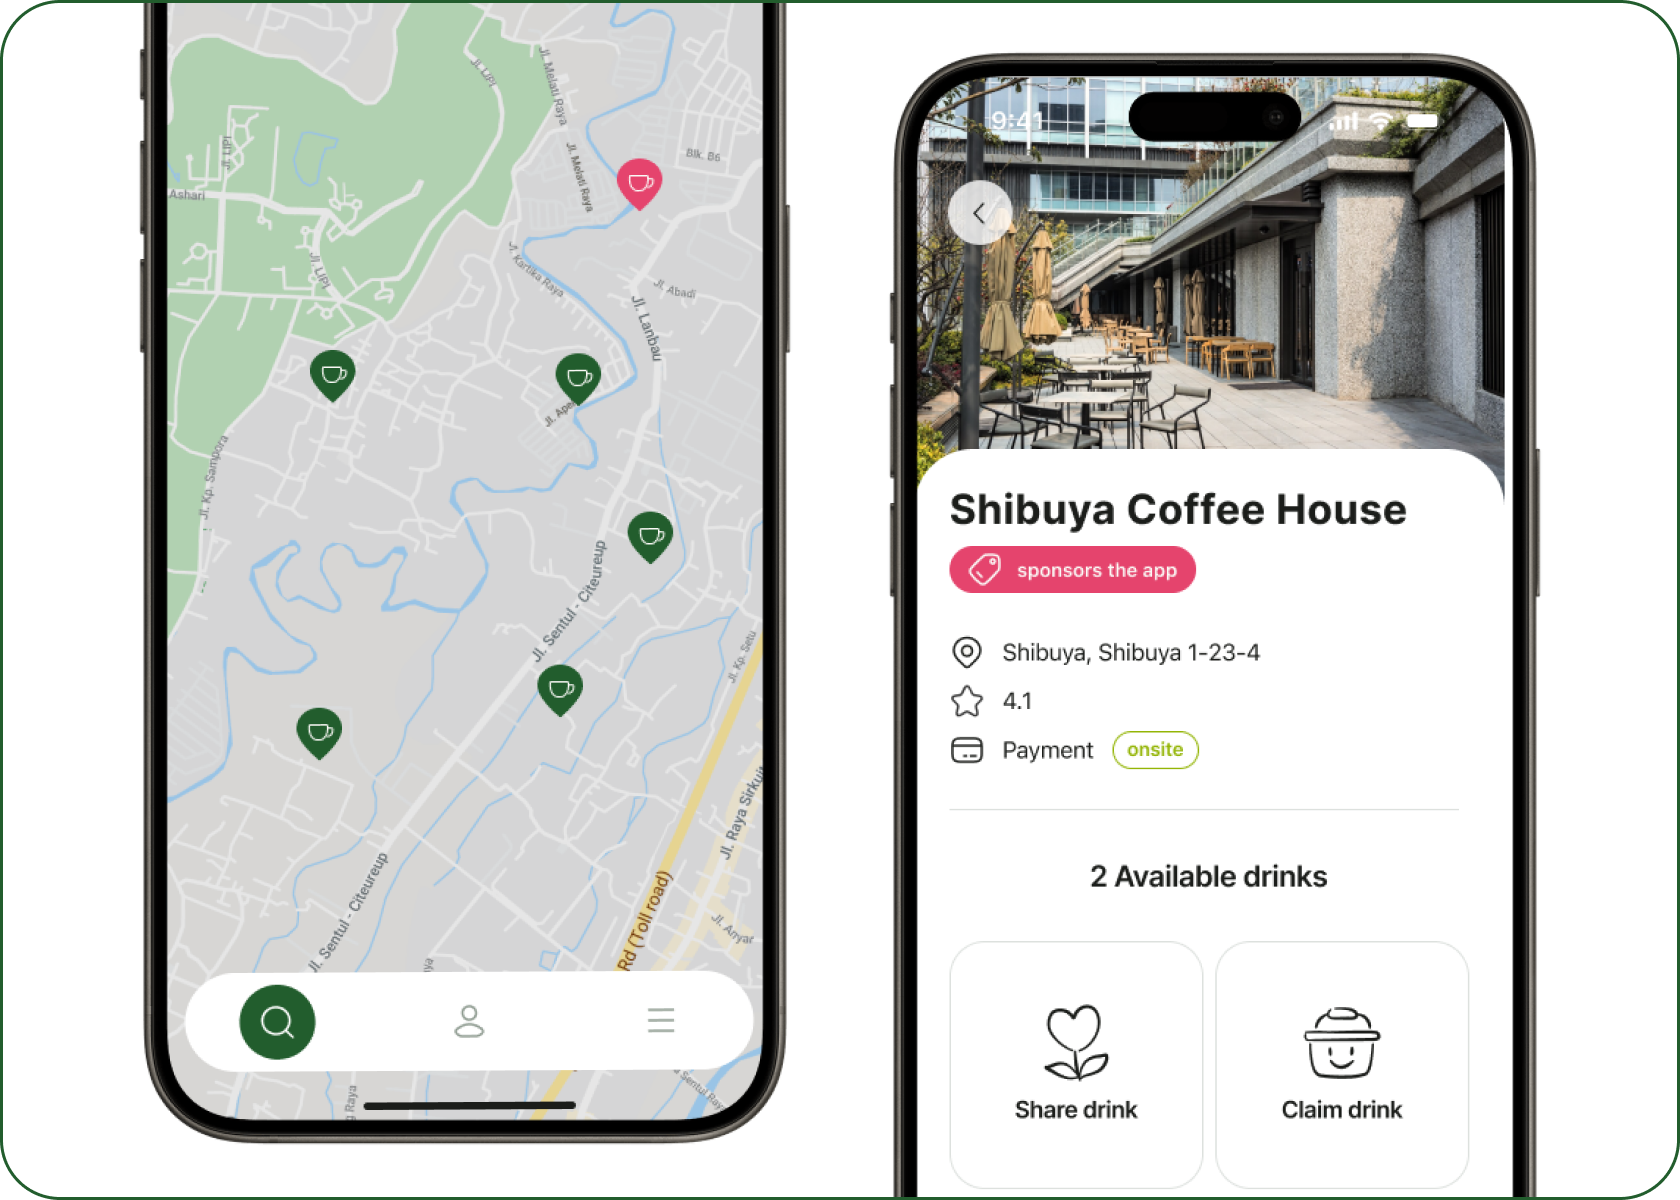 Jl. LIPI
Jl. Melati Raya
Jl. Melati Raya
Blk. B6
Jl. LIPI
Ashari
Jl. LIPI
Jl. Kartika Raya
Jl. Abadi
Jl. Lanbau
Jl. Kp. Sampora
Jl. Sentul - Citeureup
Jl. Kp. Setu
Jl. Raya Sirkuit
Jl. Sentul - Citeureup
Rd (Toll road)
Jl. Anyar
Sentul Raya
9:41
Shibuya Coffee House
sponsors the app
Shibuya, Shibuya 1-23-4
4.1
Payment onsite
2 Available drinks
Share drink
Claim drink